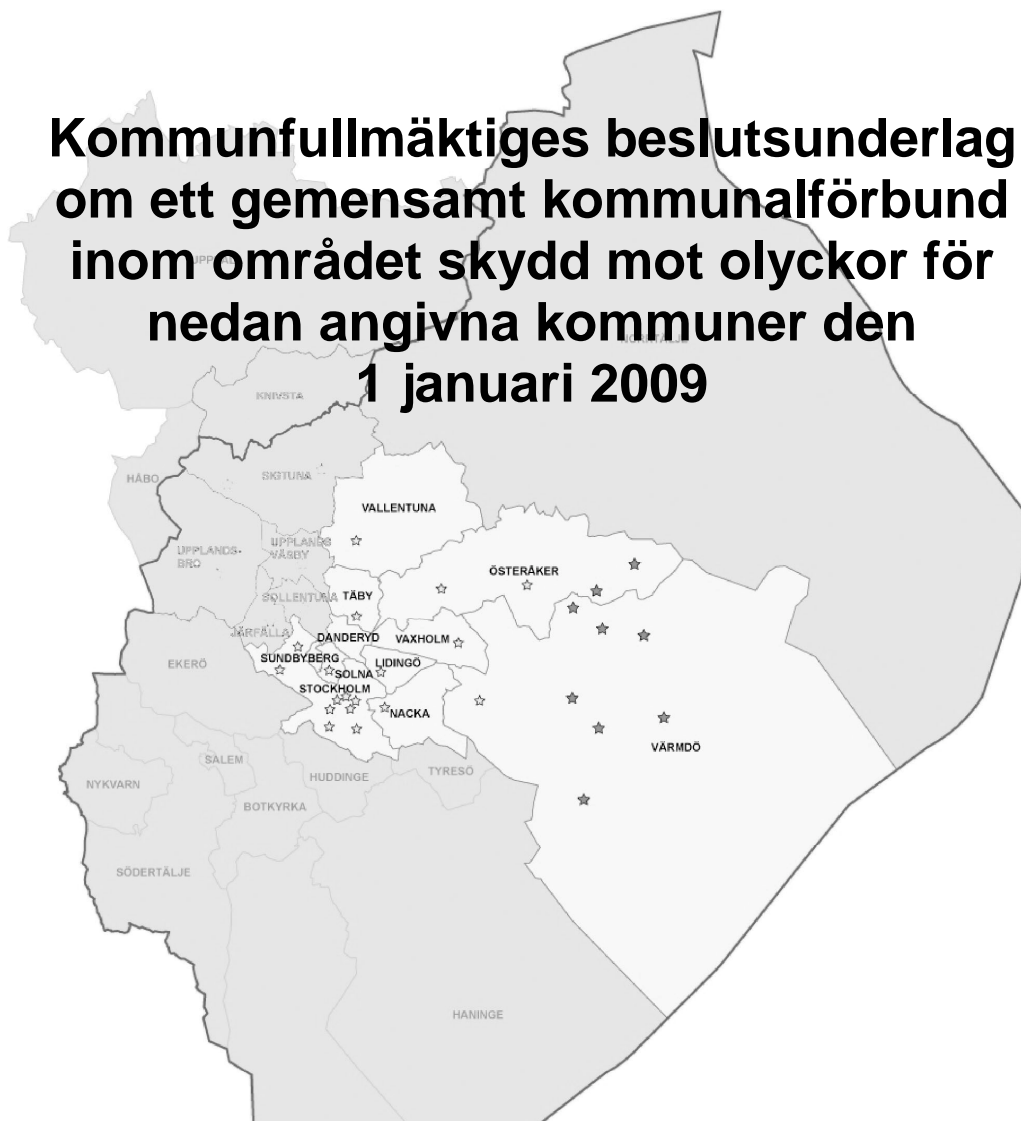 Kommunfullmäktiges beslutsunderlag
om ett gemensamt kommunalförbund
inom området skydd mot olyckor för
nedan angivna kommuner den
1 januari 2009
KNIVSTA
HÅBO
SIGTUNA
VALLENTUNA
UPPLANDS-
BRO
UPPLANDS
VÄSBY
ÖSTERÅKER
SOLLENTUNA
TÄBY
JÄRFÄLLA
DANDERYD
VAXHOLM
EKERÖ
SUNDBYBERG
SOLNA
LIDINGÖ
STOCKHOLM
NACKA
VÄRMDÖ
SALEM
HUDDINGE
TYRESÖ
NYKVARN
BOTKYRKA
SÖDERTÄLJE
HANINGE